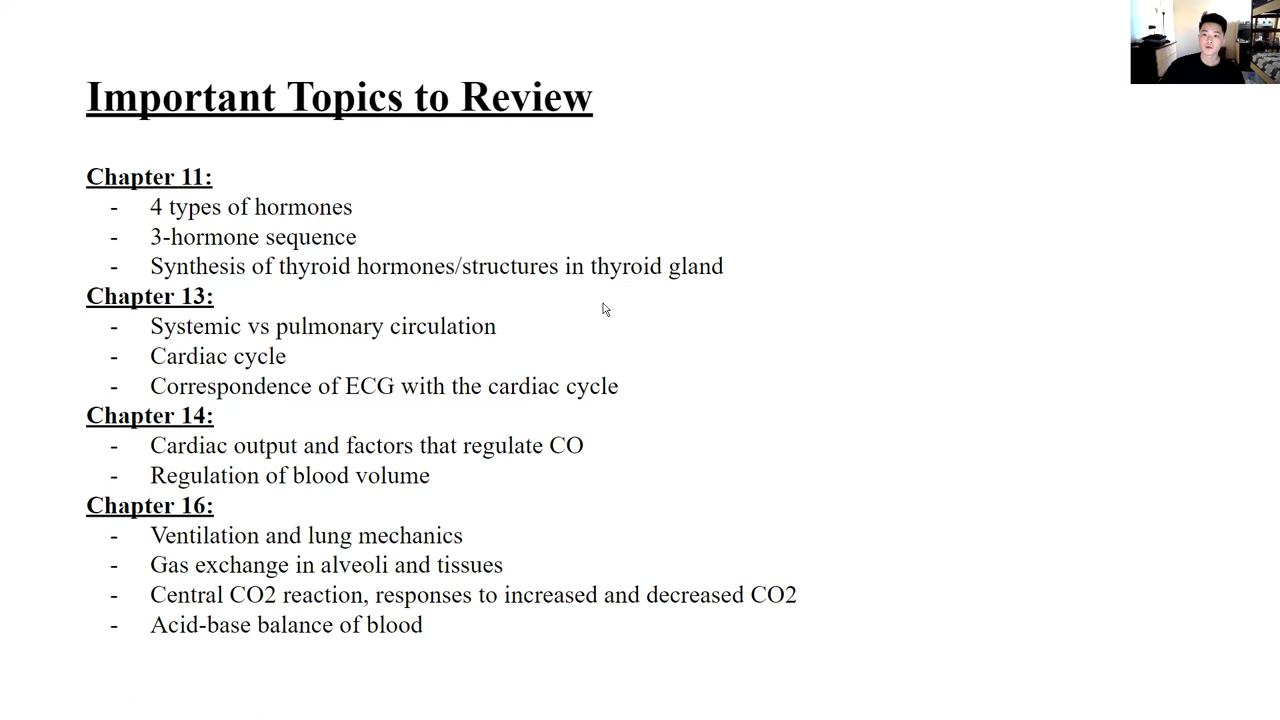 Important Topics to Review
Chapter 11:
- 4 types of hormones
- 3-hormone sequence
- Synthesis of thyroid hormones/structures in thyroid gland
Chapter 13:
- Systemic vs pulmonary circulation
- Cardiac cycle
- Correspondence of ECG with the cardiac cycle
Chapter 14:
- Cardiac output and factors that regulate CO
- Regulation of blood volume
Chapter 16:
- Ventilation and lung mechanics
- Gas exchange in alveoli and tissues
- Central CO2 reaction, responses to increased and decreased CO2
- Acid-base balance of blood